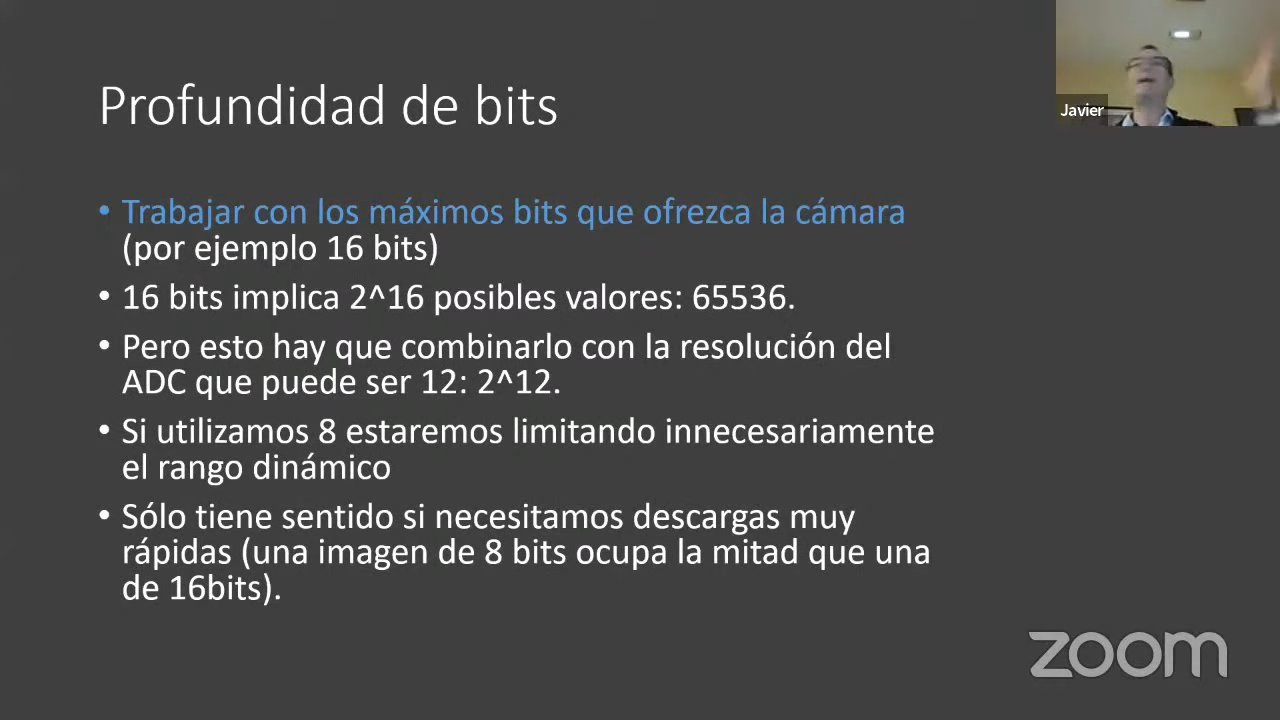 Profundidad de bits
Javier
• Trabajar con los máximos bits que ofrezca la cámara
(por ejemplo 16 bits)
• 16 bits implica 2^16 posibles valores: 65536.
• Pero esto hay que combinarlo con la resolución del
ADC que puede ser 12: 2^12.
• Si utilizamos 8 estaremos limitando innecesariamente
el rango dinámico
• Sólo tiene sentido si necesitamos descargas muy
rápidas (una imagen de 8 bits ocupa la mitad que una
de 16bits).
zoom